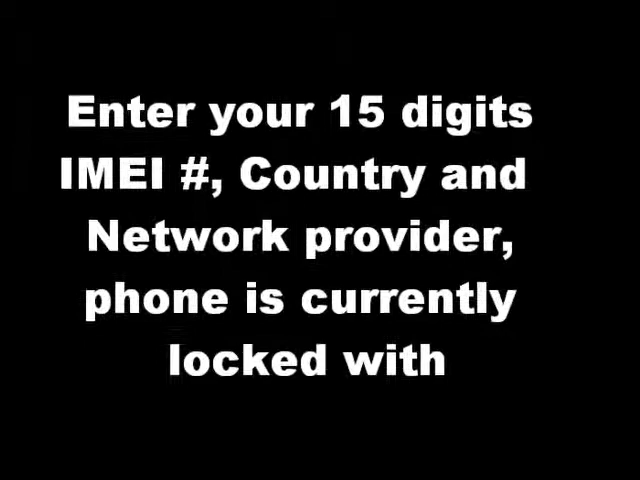 Enter your 15 digits
IMEI #, Country and
Network provider,
phone is currently
locked with